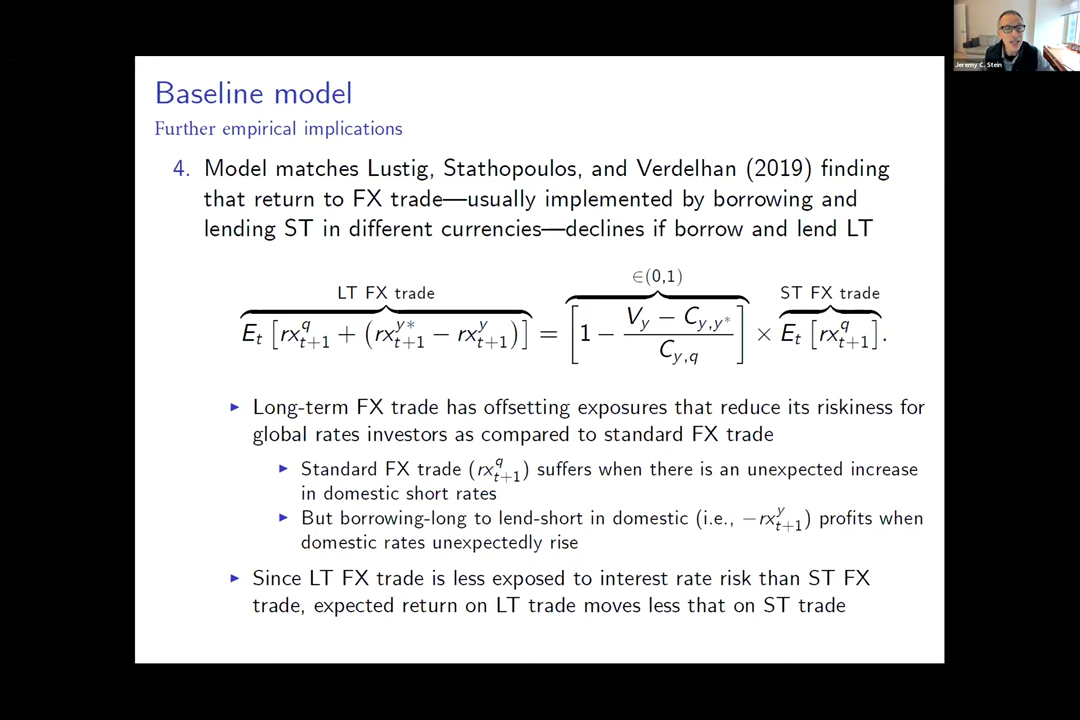 Jeremy C. Stein
Baseline model
Further empirical implications
4. Model matches Lustig, Stathopoulos, and Verdelhan (2019) finding
that return to FX trade—usually implemented by borrowing and
lending ST in different currencies—declines if borrow and lend LT
LT FX trade ∈(0,1) ST FX trade
E_t [rx^q_{t+1} + (rx^{y*}_{t+1} − rx^y_{t+1})] = [1 − (V_y − C_{y,y*})/C_{y,q}] × E_t [rx^q_{t+1}].
▶ Long-term FX trade has offsetting exposures that reduce its riskiness for
global rates investors as compared to standard FX trade
▶ Standard FX trade (rx^q_{t+1}) suffers when there is an unexpected increase
in domestic short rates
▶ But borrowing-long to lend-short in domestic (i.e., −rx^y_{t+1}) profits when
domestic rates unexpectedly rise
▶ Since LT FX trade is less exposed to interest rate risk than ST FX
trade, expected return on LT trade moves less that on ST trade